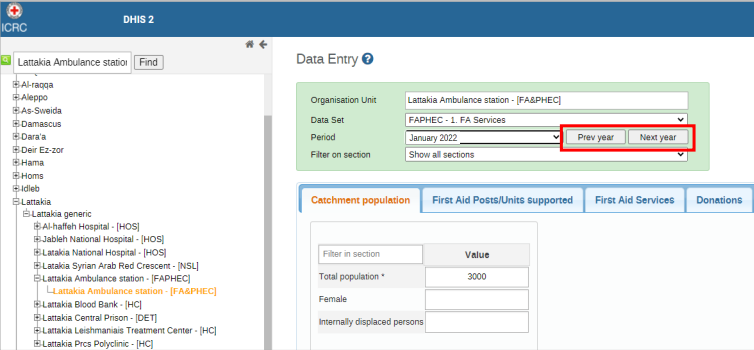 DHIS 2
ICRC
Lattakia Ambulance station
Find
Al-raqqa
Aleppo
As-Sweida
Damascus
Dara'a
Deir Ez-zor
Hama
Homs
Idleb
Lattakia
Lattakia generic
Al-haffeh Hospital - [HOS]
Jableh National Hospital - [HOS]
Latakia National Hospital - [HOS]
Latakia Syrian Arab Red Crescent - [NSL]
Lattakia Ambulance station - [FAPHEC]
Lattakia Ambulance station - [FA&PHEC]
Lattakia Blood Bank - [HC]
Lattakia Central Prison - [DET]
Lattakia Leishmaniais Treatment Center - [HC]
Lattakia Prcs Polyclinic - [HC]
Data Entry ?
Organisation Unit Lattakia Ambulance station - [FA&PHEC]
Data Set FAPHEC - 1. FA Services
Period January 2022 Prev year Next year
Filter on section Show all sections
Catchment population First Aid Posts/Units supported First Aid Services Donations
Filter in section Value
Total population * 3000
Female
Internally displaced persons